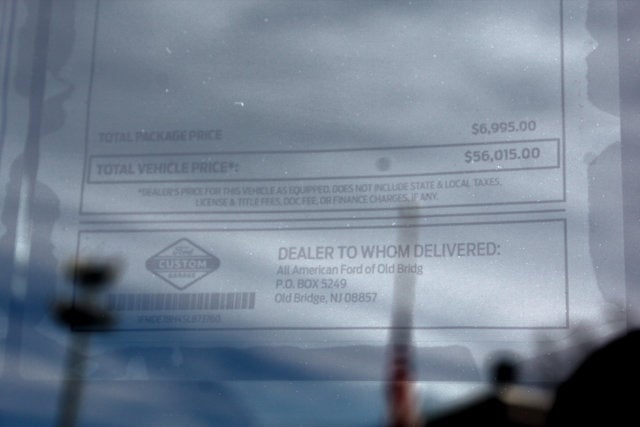 TOTAL PACKAGE PRICE $6,995.00
TOTAL VEHICLE PRICE*: $56,015.00
*DEALER'S PRICE FOR THIS VEHICLE AS EQUIPPED. DOES NOT INCLUDE STATE & LOCAL TAXES,
LICENSE & TITLE FEES, DOC FEE, OR FINANCE CHARGES, IF ANY.
Ford
CUSTOM
GARAGE
DEALER TO WHOM DELIVERED:
All American Ford of Old Bridg
P.O. BOX 5249
Old Bridge, NJ 08857